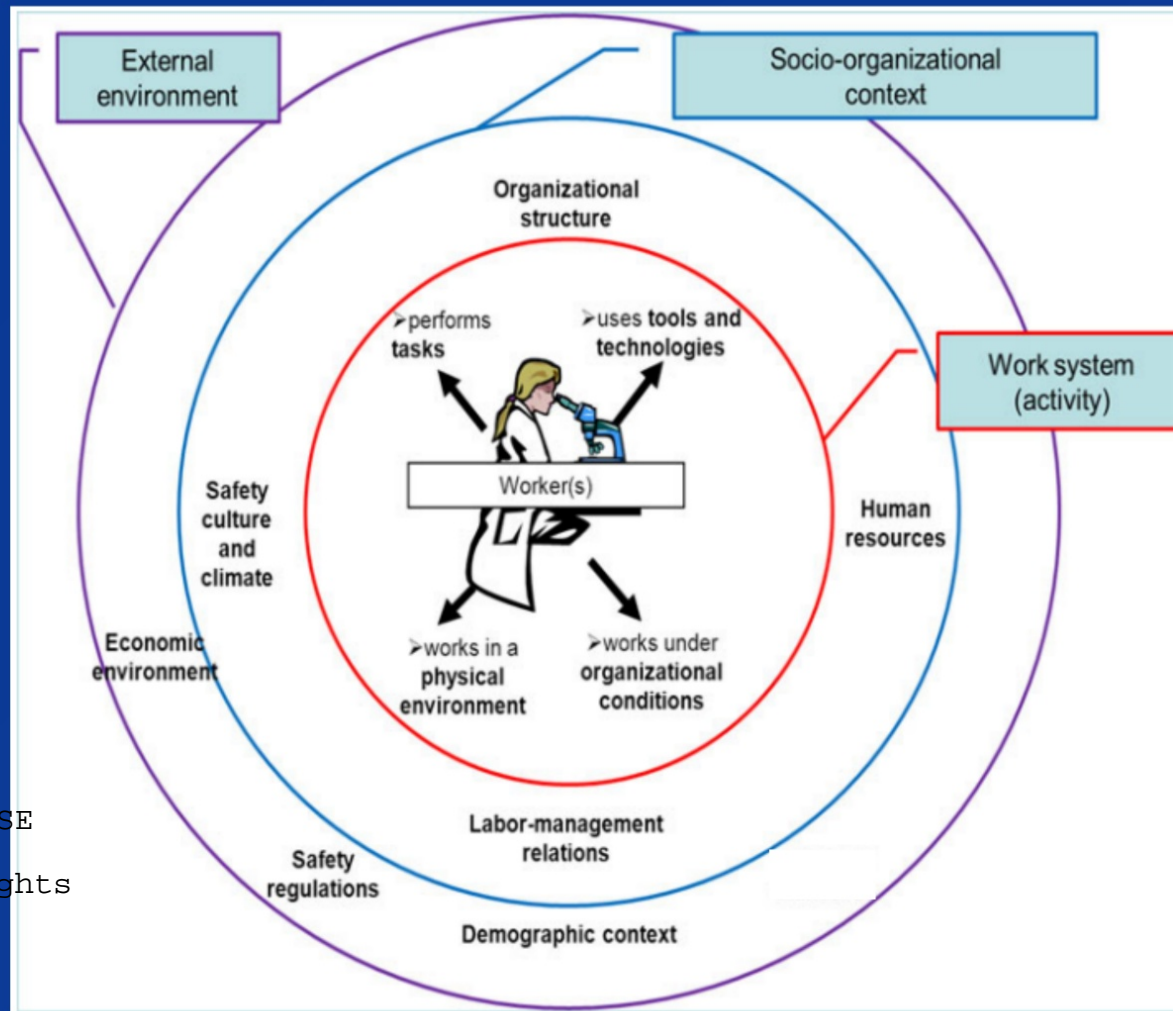 External
environment
Socio-organizational
context
Organizational
structure
➢performs
tasks
➢uses tools and
technologies
Work system
(activity)
Worker(s)
Safety
culture
and
climate
Human
resources
Economic
environment
➢works in a
physical
environment
➢works under
organizational
conditions
SE
Labor-management
relations
Safety
regulations
ghts
Demographic context